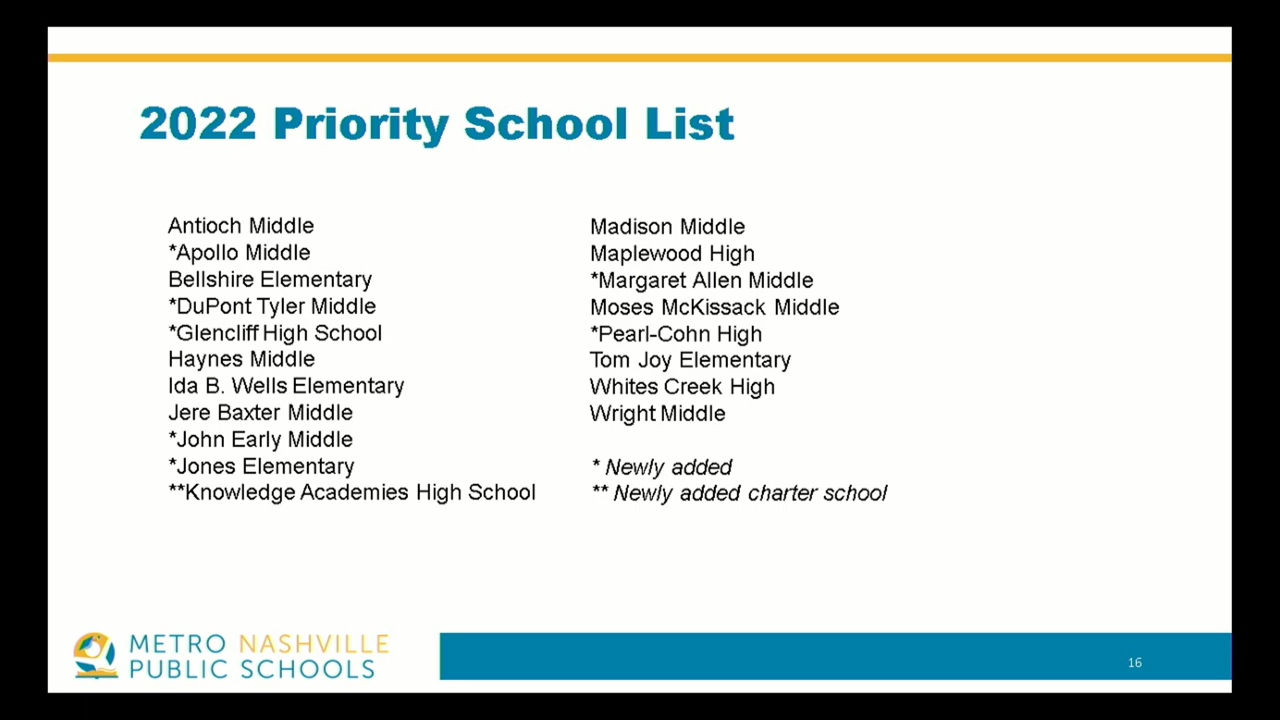 2022 Priority School List
Antioch Middle
*Apollo Middle
Bellshire Elementary
*DuPont Tyler Middle
*Glencliff High School
Haynes Middle
Ida B. Wells Elementary
Jere Baxter Middle
*John Early Middle
*Jones Elementary
**Knowledge Academies High School
Madison Middle
Maplewood High
*Margaret Allen Middle
Moses McKissack Middle
*Pearl-Cohn High
Tom Joy Elementary
Whites Creek High
Wright Middle
* Newly added
** Newly added charter school
METRO NASHVILLE
PUBLIC SCHOOLS
16